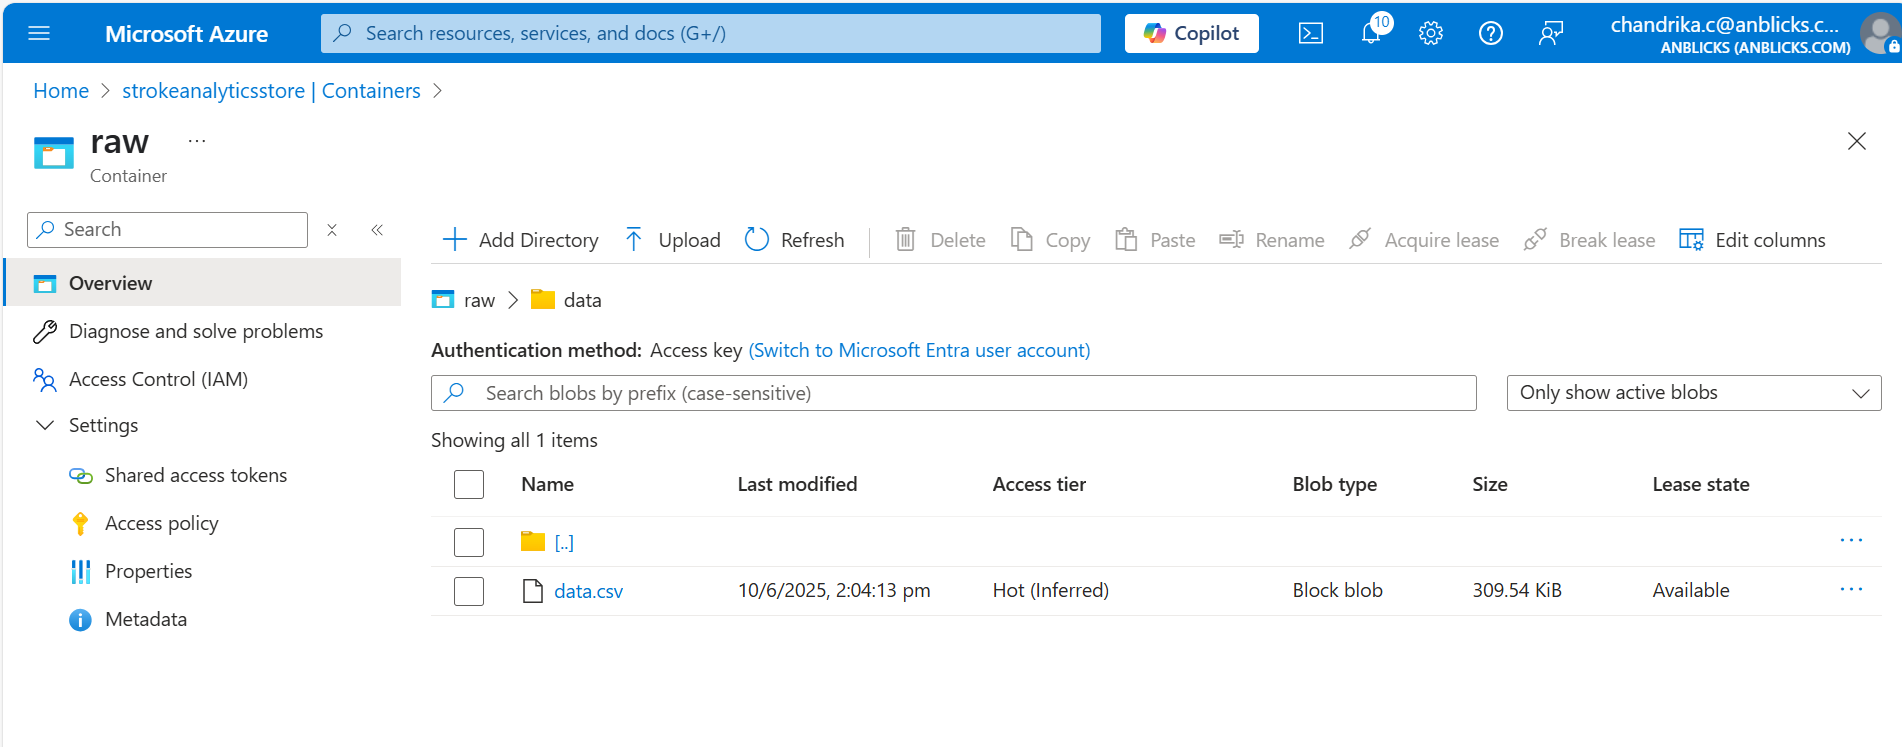 Microsoft Azure
Search resources, services, and docs (G+/)
Copilot
10
chandrika.c@anblicks.c...
ANBLICKS (ANBLICKS.COM)
Home > strokeanalyticsstore | Containers >
raw ...
Container
Search
Overview
Diagnose and solve problems
Access Control (IAM)
Settings
Shared access tokens
Access policy
Properties
Metadata
Add Directory Upload Refresh Delete Copy Paste Rename Acquire lease Break lease Edit columns
raw > data
Authentication method: Access key (Switch to Microsoft Entra user account)
Search blobs by prefix (case-sensitive)
Only show active blobs
Showing all 1 items
Name Last modified Access tier Blob type Size Lease state
[..] ...
data.csv 10/6/2025, 2:04:13 pm Hot (Inferred) Block blob 309.54 KiB Available ...